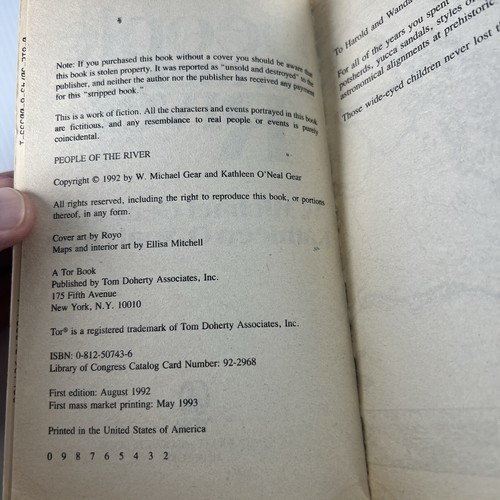 Note: If you purchased this book without a cover you should be aware that
this book is stolen property. It was reported as "unsold and destroyed" to the
publisher, and neither the author nor the publisher has received any payment
for this "stripped book."
This is a work of fiction. All the characters and events portrayed in this book
are fictitious, and any resemblance to real people or events is purely
coincidental.
PEOPLE OF THE RIVER
Copyright © 1992 by W. Michael Gear and Kathleen O'Neal Gear
All rights reserved, including the right to reproduce this book, or portions
thereof, in any form.
Cover art by Royo
Maps and interior art by Ellisa Mitchell
A Tor Book
Published by Tom Doherty Associates, Inc.
175 Fifth Avenue
New York, N.Y. 10010
Tor® is a registered trademark of Tom Doherty Associates, Inc.
ISBN: 0-812-50743-6
Library of Congress Catalog Card Number: 92-2968
First edition: August 1992
First mass market printing: May 1993
Printed in the United States of America
0 9 8 7 6 5 4 3 2
To Harold and Wanda
For all of the years you spent
potsherds, yucca sandals, styles of
astronomical alignments at prehistoric
Those wide-eyed children never lost